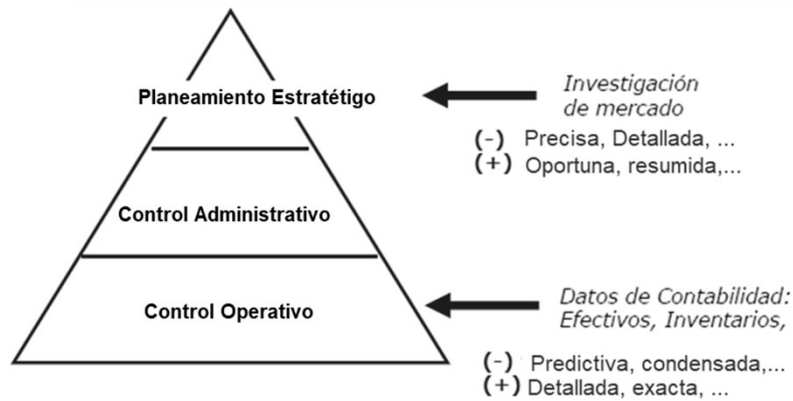 Planeamiento Estratétigo
Investigación
de mercado
(-) Precisa, Detallada, ...
(+) Oportuna, resumida,...
Control Administrativo
Control Operativo
Datos de Contabilidad:
Efectivos, Inventarios,
(-) Predictiva, condensada,...
(+) Detallada, exacta, ...